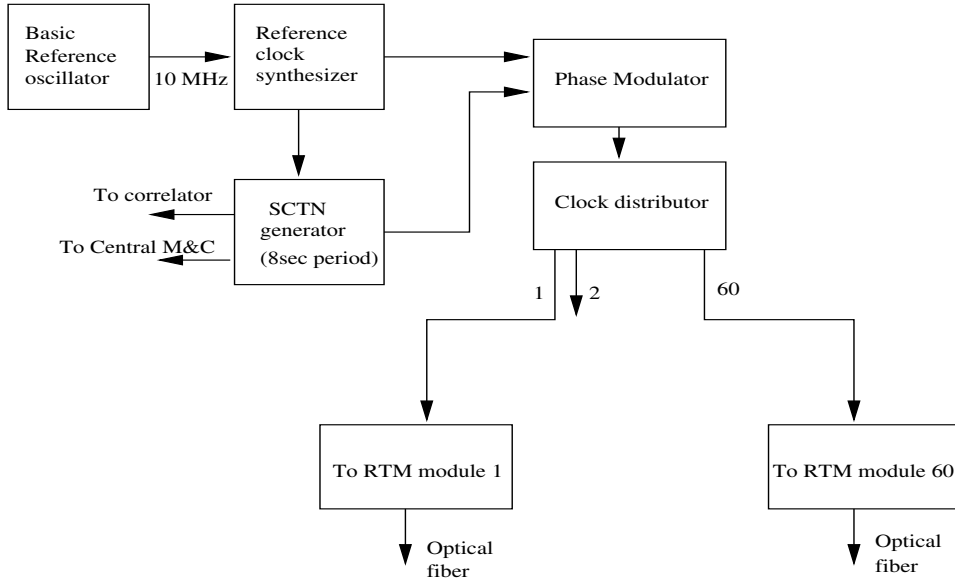 Basic
Reference
oscillator
10 MHz
Reference
clock
synthesizer
Phase Modulator
SCTN
generator
(8sec period)
To correlator
To Central M&C
Clock distributor
1
2
60
To RTM module 1
To RTM module 60
Optical
fiber
Optical
fiber